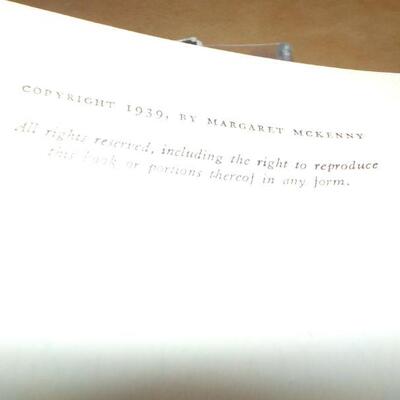 COPYRIGHT 1939, BY MARGARET MCKENNY
All rights reserved, including the right to reproduce
this book or portions thereof in any form.